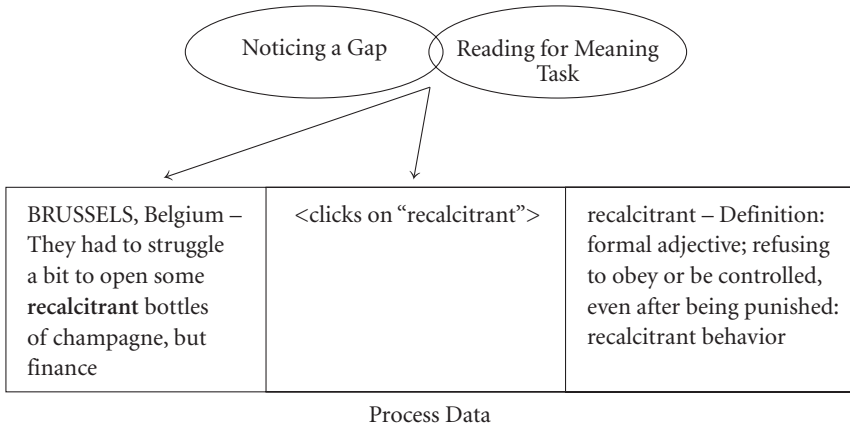 Noticing a Gap
Reading for Meaning
Task
BRUSSELS, Belgium –
They had to struggle
a bit to open some
recalcitrant bottles
of champagne, but
finance
<clicks on “recalcitrant”>
recalcitrant – Definition:
formal adjective; refusing
to obey or be controlled,
even after being punished:
recalcitrant behavior
Process Data